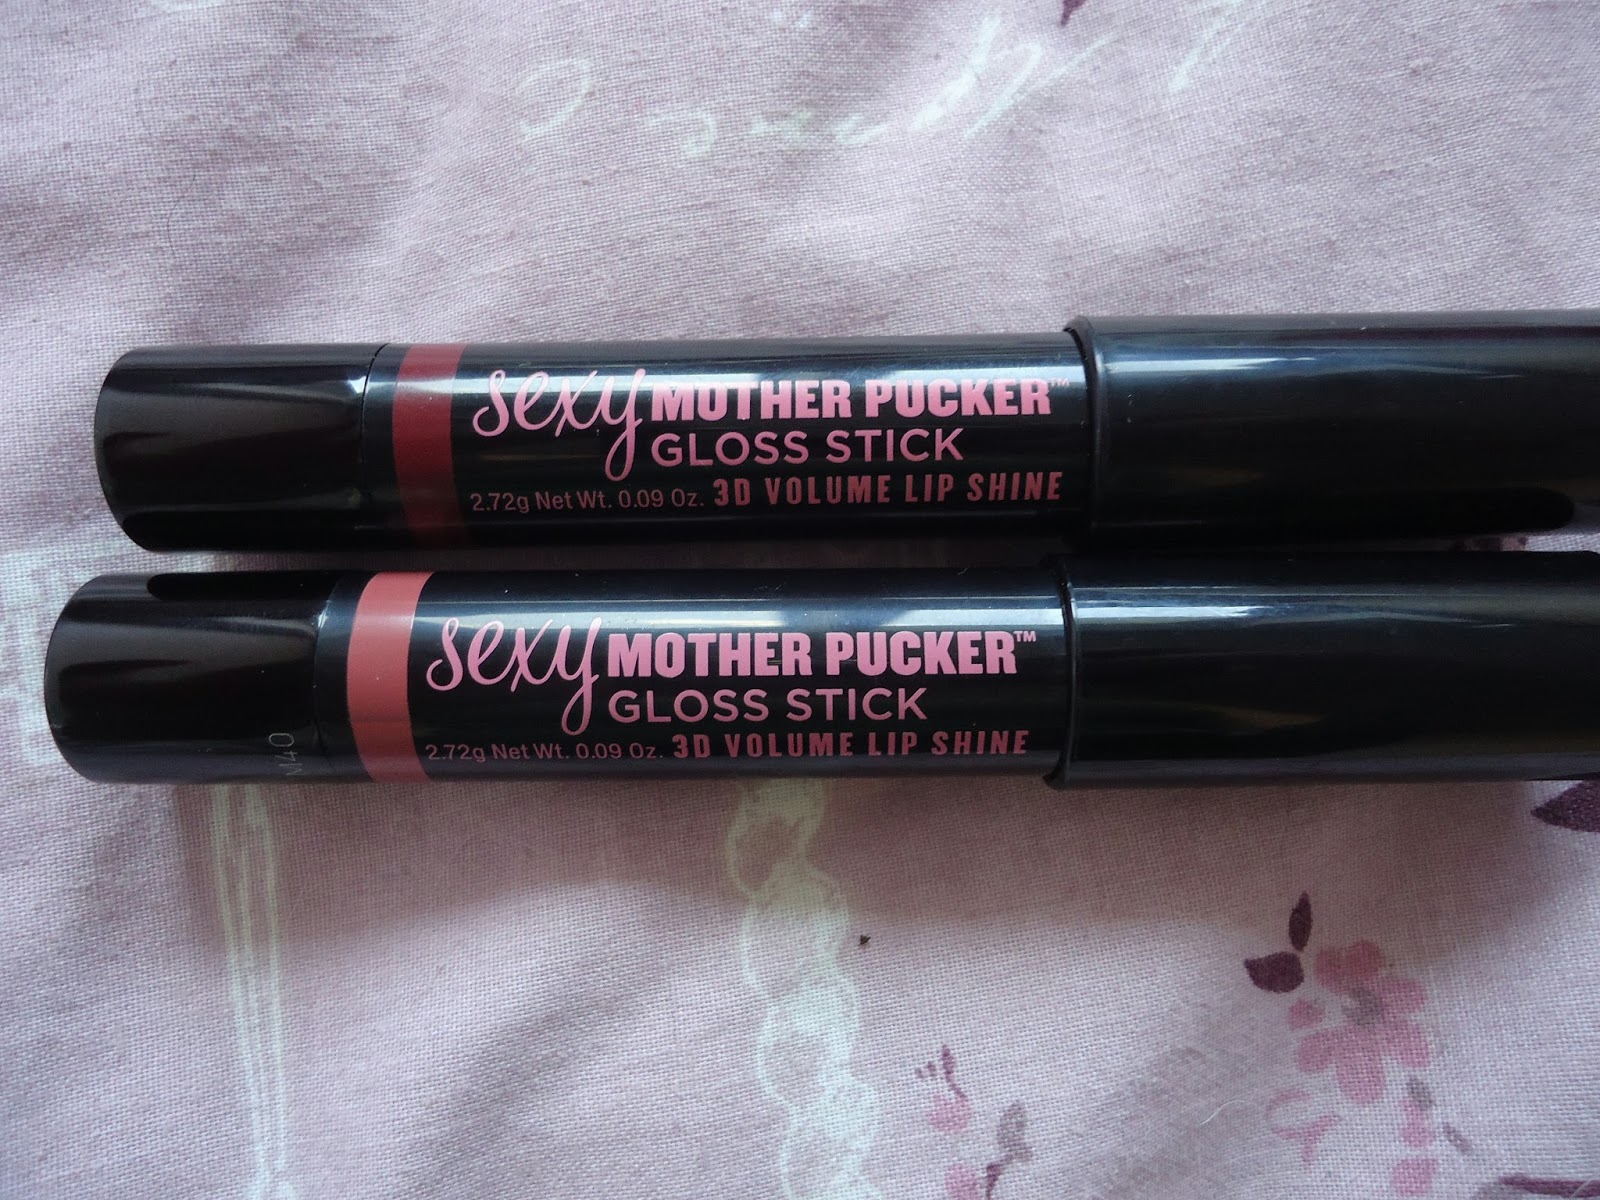 sexy MOTHER PUCKER™
GLOSS STICK
2.72g Net Wt. 0.09 Oz. 3D VOLUME LIP SHINE
sexy MOTHER PUCKER™
GLOSS STICK
2.72g Net Wt. 0.09 Oz. 3D VOLUME LIP SHINE